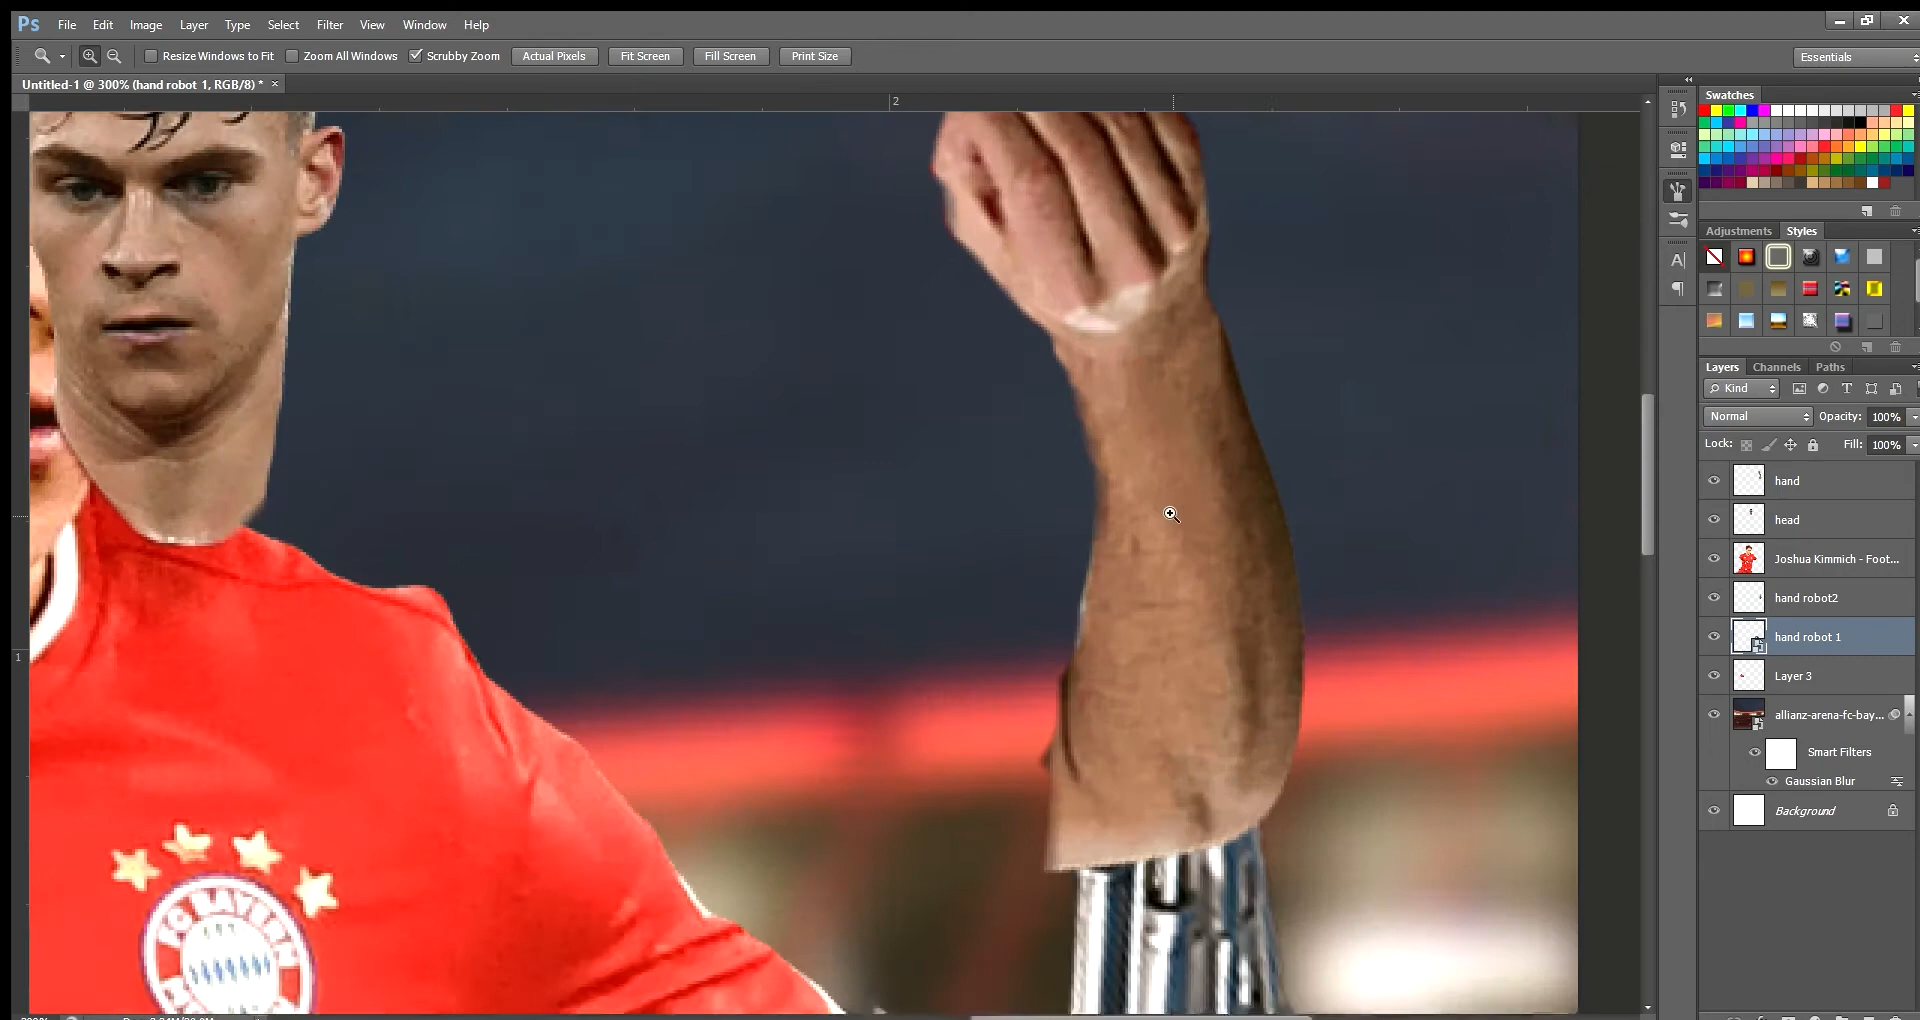 Ps File Edit Image Layer Type Select Filter View Window Help
Resize Windows to Fit Zoom All Windows Scrubby Zoom Actual Pixels Fit Screen Fill Screen Print Size Essentials
Untitled-1 @ 300% (hand robot 1, RGB/8) * ×
2
1
Swatches
Adjustments Styles
Layers Channels Paths
Kind
Normal Opacity: 100%
Lock: Fill: 100%
hand
head
Joshua Kimmich - Foot...
hand robot2
hand robot 1
Layer 3
allianz-arena-fc-bay...
Smart Filters
Gaussian Blur
Background
FC BAYERN